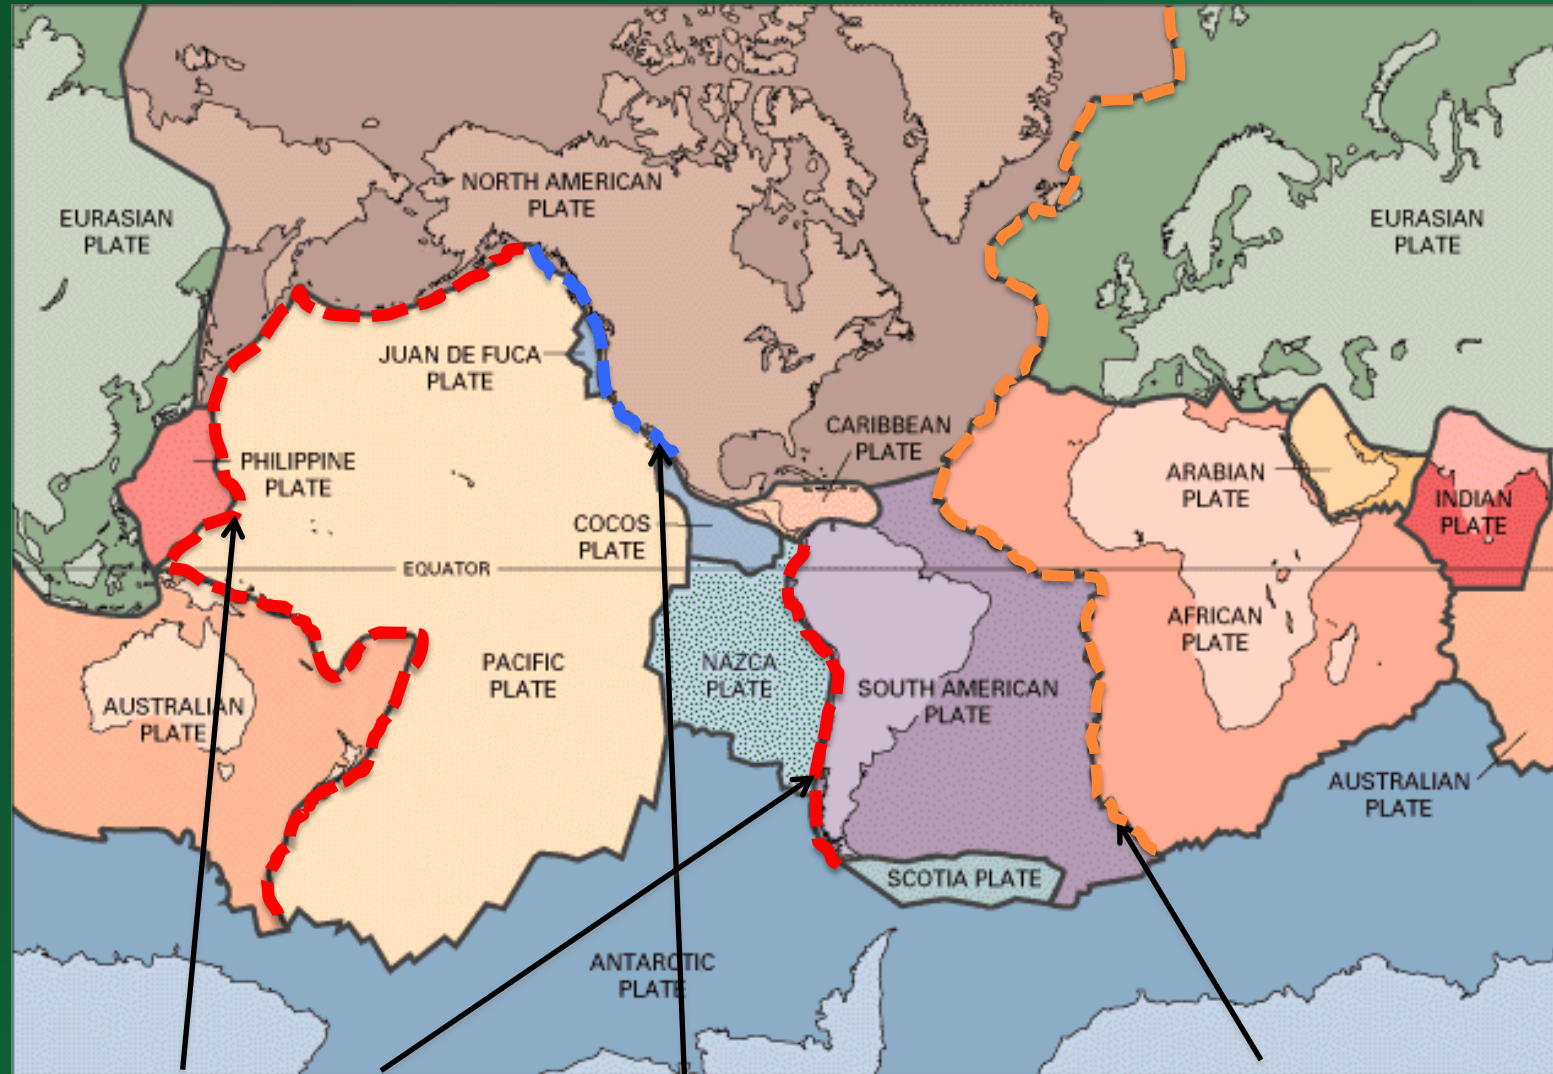 NORTH AMERICAN
PLATE
EURASIAN
PLATE
EURASIAN
PLATE
JUAN DE FUCA
PLATE
CARIBBEAN
PLATE
PHILIPPINE
PLATE
ARABIAN
PLATE
INDIAN
PLATE
COCOS
PLATE
EQUATOR
AFRICAN
PLATE
PACIFIC
PLATE
NAZCA
PLATE
SOUTH AMERICAN
PLATE
AUSTRALIAN
PLATE
AUSTRALIAN
PLATE
SCOTIA PLATE
ANTARCTIC
PLATE